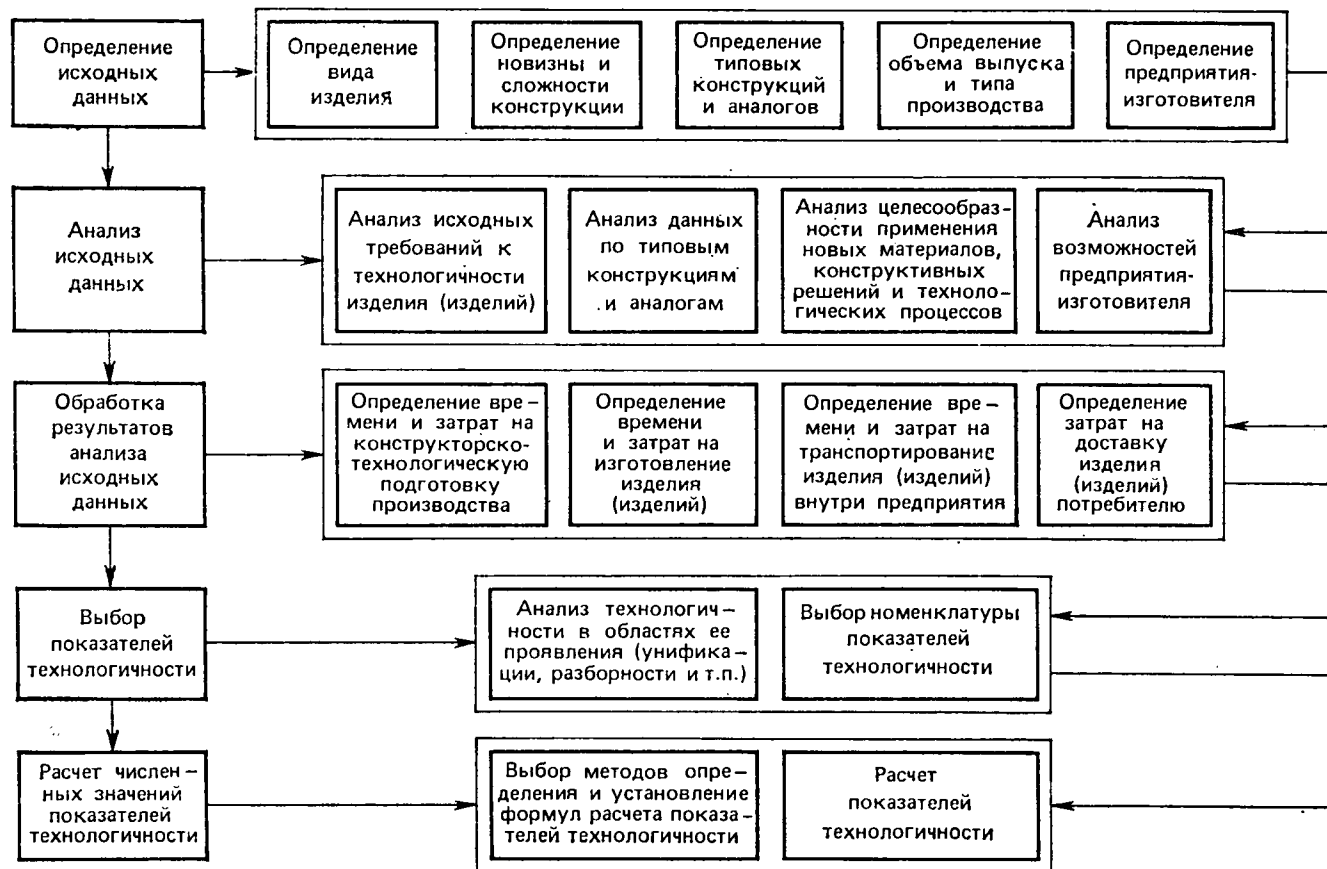 Определение
исходных
данных
Определение
вида
изделия
Определение
новизны и
сложности
конструкции
Определение
типовых
конструкций
и аналогов
Определение
объема выпуска
и типа
производства
Определение
предприятия-
изготовителя
Анализ
исходных
данных
Анализ исходных
требований к
технологичности
изделия (изделий)
Анализ данных
по типовым
конструкциям
и аналогам
Анализ целесообраз-
ности применения
новых материалов,
конструктивных
решений и техноло-
гических процессов
Анализ
возможностей
предприятия-
изготовителя
Обработка
результатов
анализа
исходных
данных
Определение вре-
мени и затрат на
конструкторско-
технологическую
подготовку
производства
Определение
времени
и затрат на
изготовление
изделия
(изделий)
Определение вре-
мени и затрат на
транспортирование
изделия (изделий)
внутри предприятия
Определение
затрат на
доставку
изделия
(изделий)
потребителю
Выбор
показателей
технологичности
Анализ технологич-
ности в областях ее
проявления (унифика-
ции, разборности и т.п.)
Выбор номенклатуры
показателей
технологичности
Расчет числен-
ных значений
показателей
технологичности
Выбор методов опре-
деления и установление
формул расчета показа-
телей технологичности
Расчет
показателей
технологичности